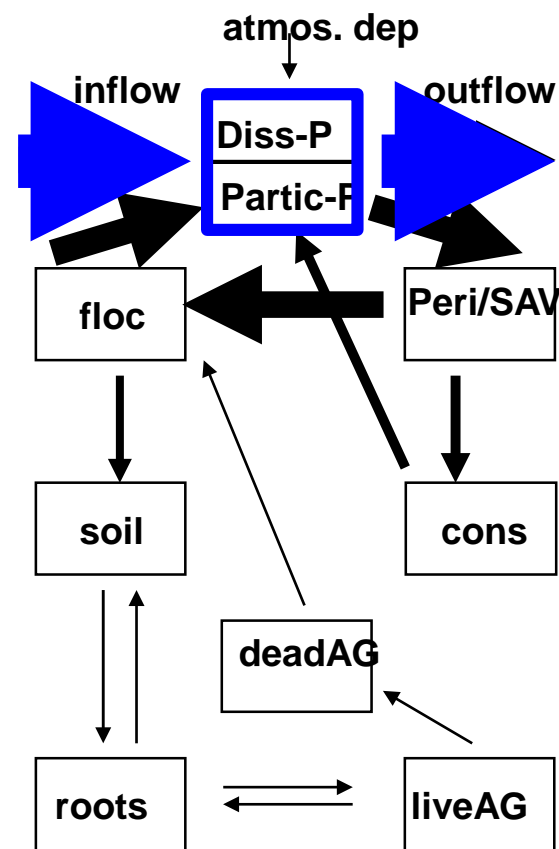 atmos. dep
inflow
outflow
Diss-P
Partic-P
floc
Peri/SAV
soil
cons
deadAG
roots
liveAG